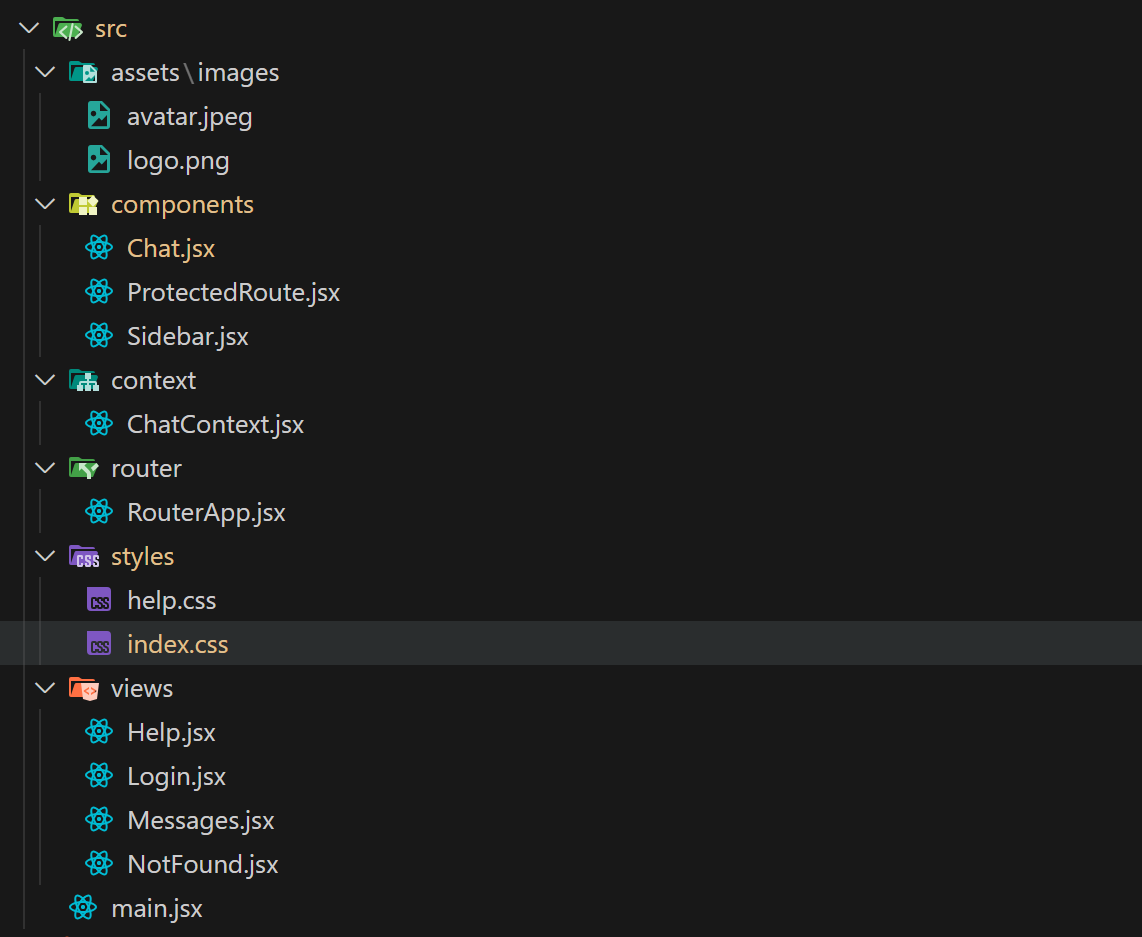 src
assets\images
avatar.jpeg
logo.png
components
Chat.jsx
ProtectedRoute.jsx
Sidebar.jsx
context
ChatContext.jsx
router
RouterApp.jsx
styles
help.css
index.css
views
Help.jsx
Login.jsx
Messages.jsx
NotFound.jsx
main.jsx